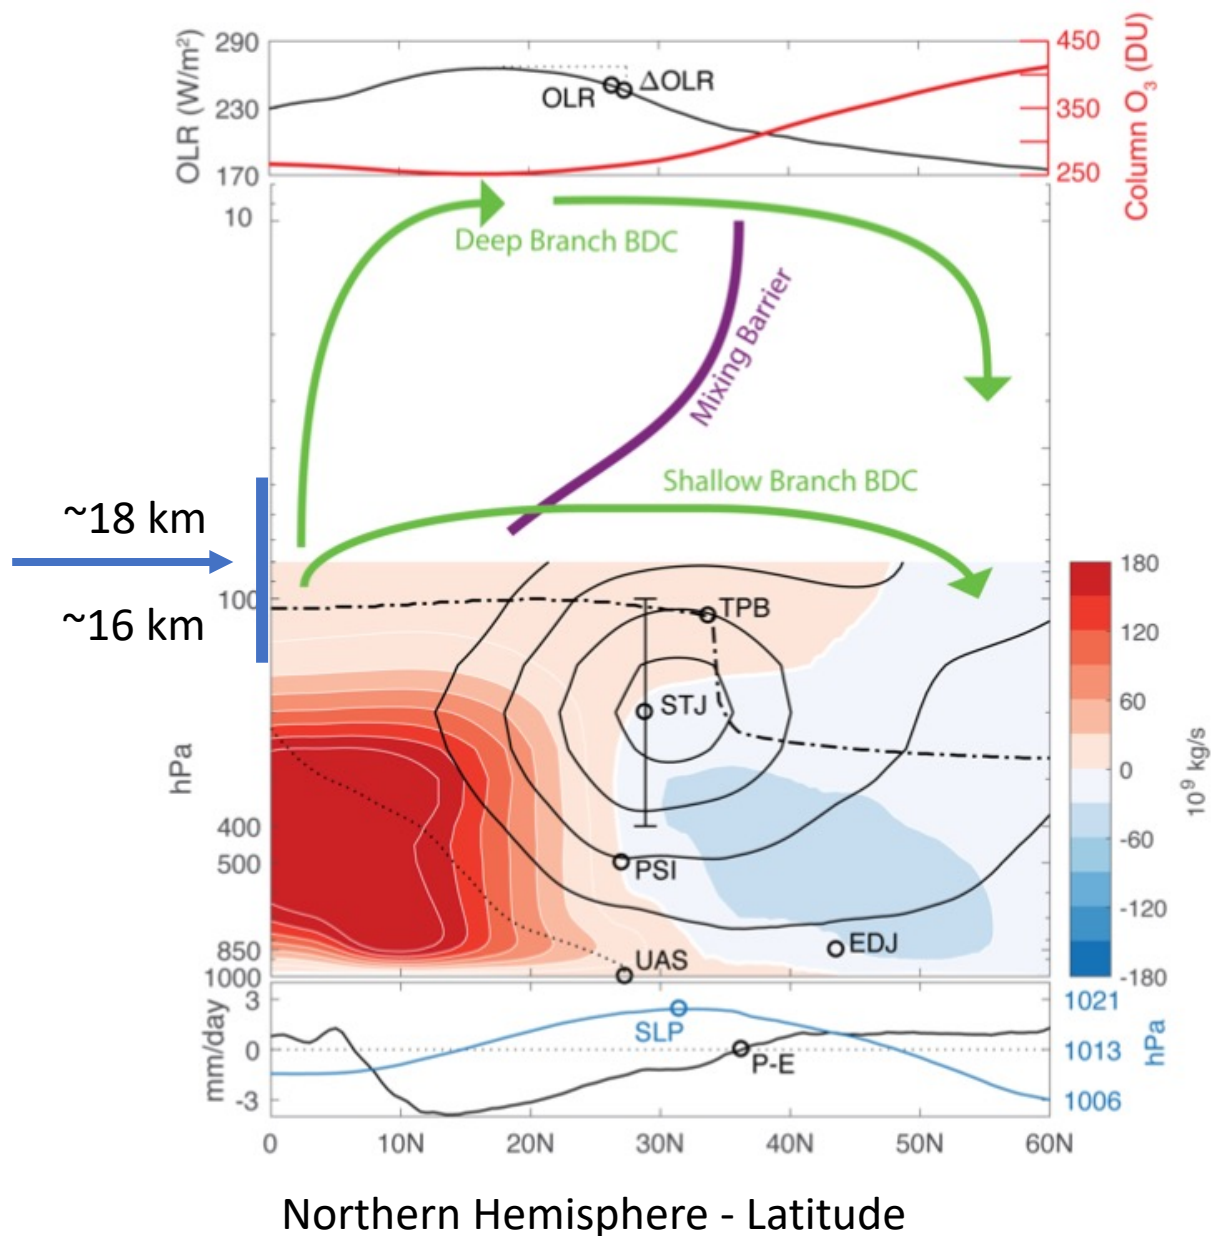 OLR (W/m²)
290
230
170
OLR
ΔOLR
450
350
250
Column O₃ (DU)
10
Deep Branch BDC
Mixing Barrier
Shallow Branch BDC
~18 km
~16 km
100
400
500
850
1000
hPa
TPB
STJ
PSI
EDJ
UAS
180
120
60
0
-60
-120
-180
10⁹ kg/s
mm/day
3
0
-3
SLP
P-E
1021
1013
1006
hPa
0 10N 20N 30N 40N 50N 60N
Northern Hemisphere - Latitude